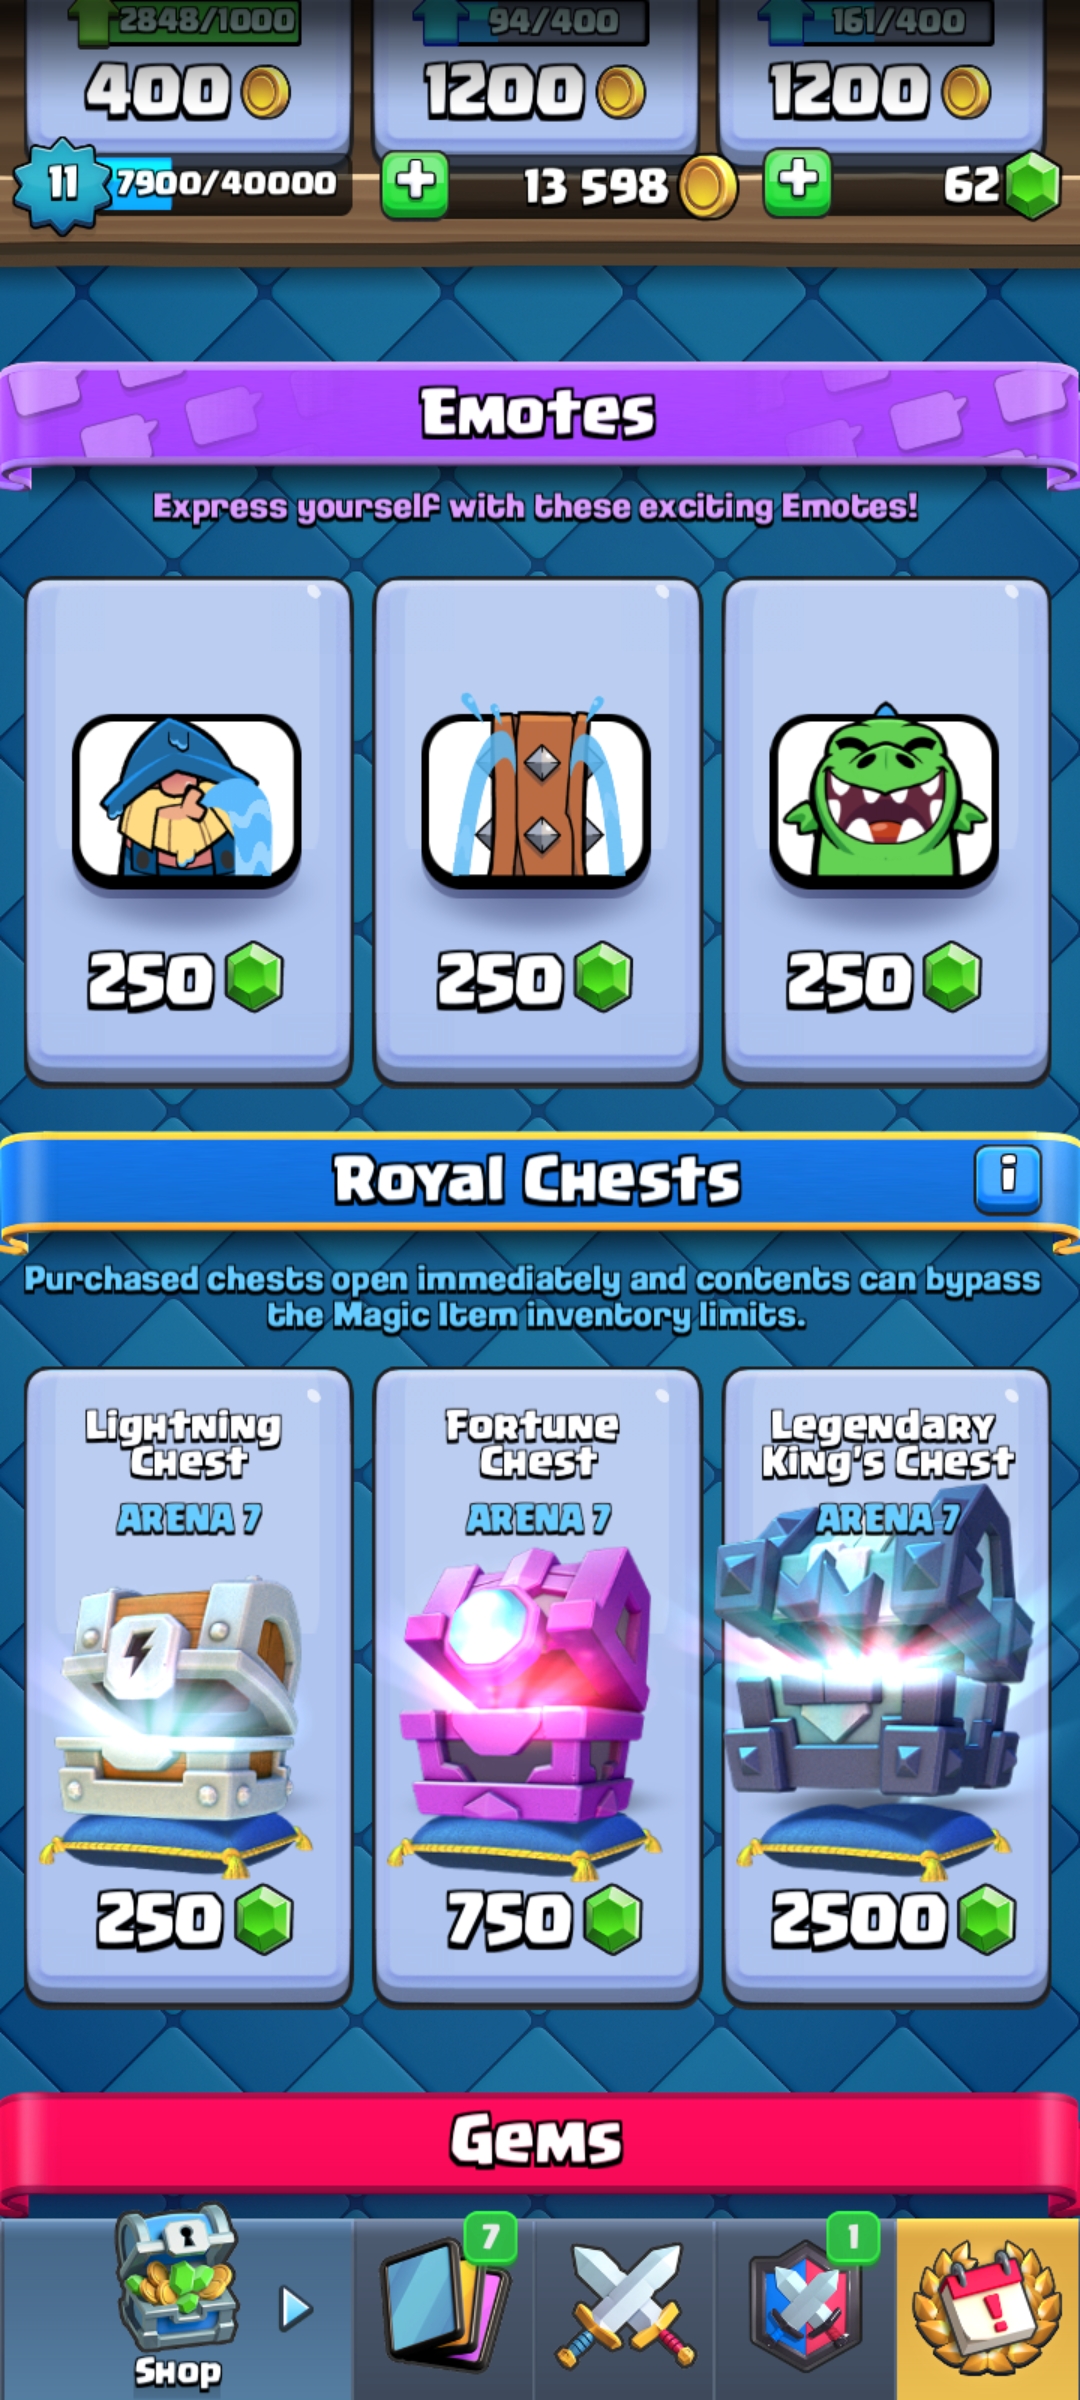 2848/1000
94/400
161/400
400
1200
1200
11
7900/40000
13 598
62
Emotes
Express yourself with these exciting Emotes!
250
250
250
Royal Chests
i
Purchased chests open immediately and contents can bypass
the Magic Item inventory limits.
Lightning
Chest
ARENA 7
Fortune
Chest
ARENA 7
Legendary
King's Chest
ARENA 7
250
750
2500
Gems
7
1
Shop